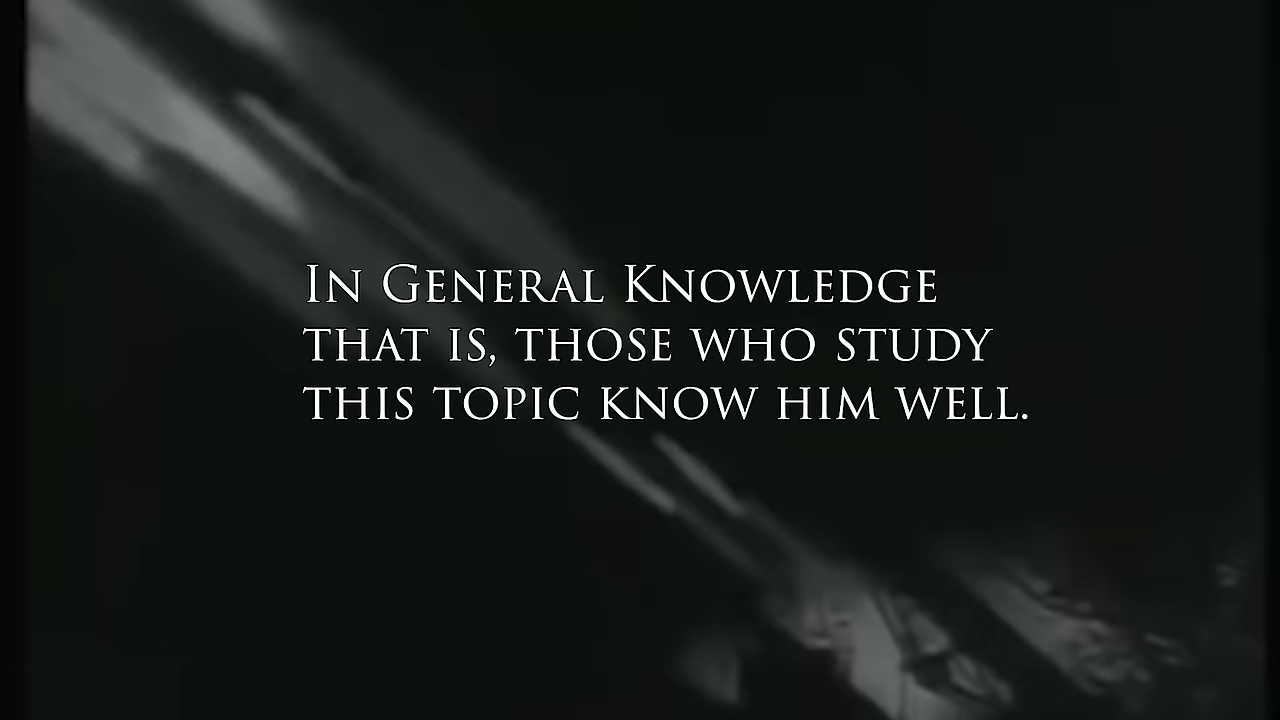 In General Knowledge
that is, those who study
this topic know him well.